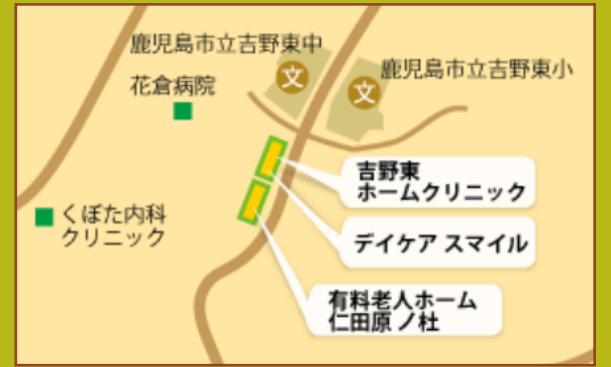 鹿児島市立吉野東中
文
鹿児島市立吉野東小
文
花倉病院
吉野東
ホームクリニック
くぼた内科
クリニック
デイケア スマイル
有料老人ホーム
仁田原ノ杜